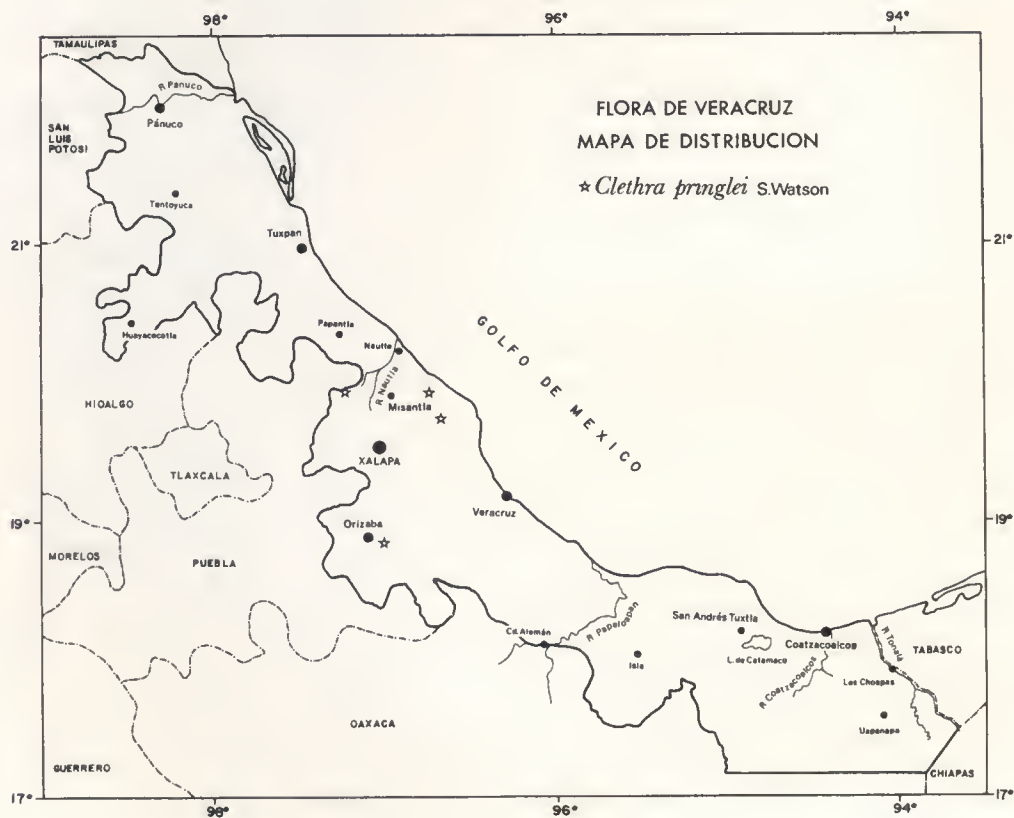 98°
96°
94°
TAMAULIPAS
R Pánuco
Pánuco
SAN
LUIS
POTOSI
FLORA DE VERACRUZ
MAPA DE DISTRIBUCION
☆ Clethra pringlei S.Watson
Tantoyuca
21°
Tuxpan
21°
Papantla
Huayacocotla
Nautla
GOLFO DE MEXICO
R Nautla
HIDALGO
Misantla
XALAPA
TLAXCALA
Veracruz
19°
Orizaba
19°
MORELOS
PUEBLA
San Andrés Tuxtla
Cd. Alemán
R Papaloapan
Coatzacoalcos
R Tonalá
TABASCO
Isla
L. de Catemaco
R Coatzacoalcos
Las Choapas
OAXACA
Uxpanapa
GUERRERO
CHIAPAS
17°
17°
98°
96°
94°